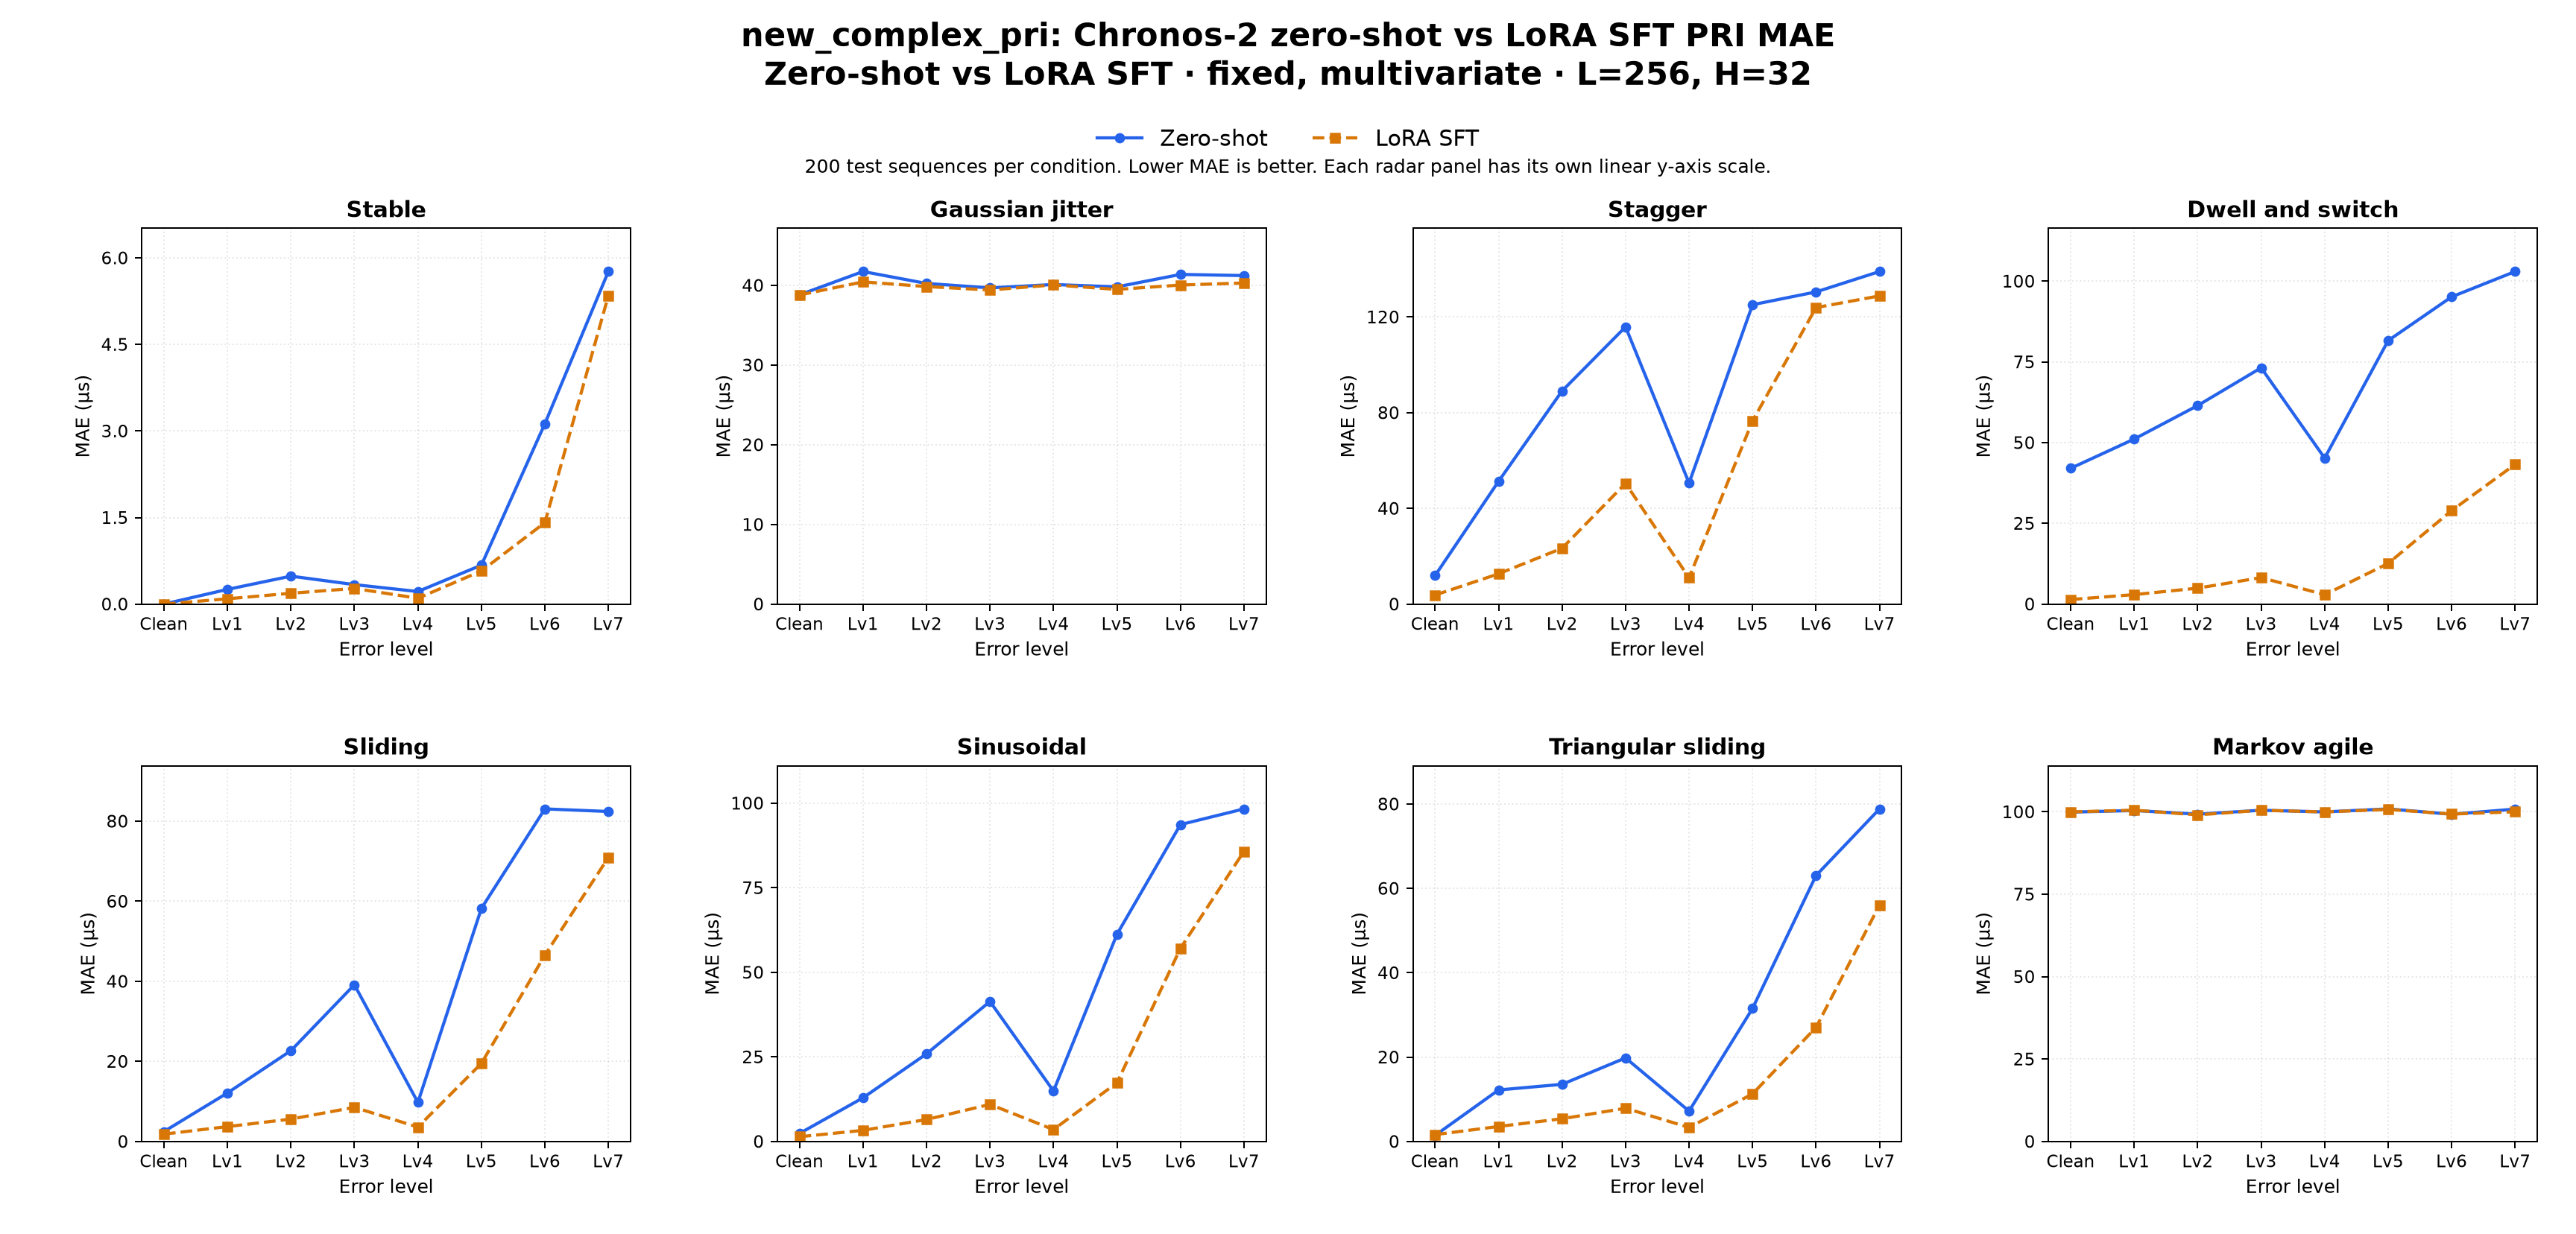 new_complex_pri: Chronos-2 zero-shot vs LoRA SFT PRI MAE
Zero-shot vs LoRA SFT · fixed, multivariate · L=256, H=32
Zero-shot
LoRA SFT
200 test sequences per condition. Lower MAE is better. Each radar panel has its own linear y-axis scale.
Stable
6.0
4.5
3.0
1.5
0.0
MAE (µs)
Clean Lv1 Lv2 Lv3 Lv4 Lv5 Lv6 Lv7
Error level
Gaussian jitter
40
30
20
10
0
MAE (µs)
Clean Lv1 Lv2 Lv3 Lv4 Lv5 Lv6 Lv7
Error level
Stagger
120
80
40
0
MAE (µs)
Clean Lv1 Lv2 Lv3 Lv4 Lv5 Lv6 Lv7
Error level
Dwell and switch
100
75
50
25
0
MAE (µs)
Clean Lv1 Lv2 Lv3 Lv4 Lv5 Lv6 Lv7
Error level
Sliding
80
60
40
20
0
MAE (µs)
Clean Lv1 Lv2 Lv3 Lv4 Lv5 Lv6 Lv7
Error level
Sinusoidal
100
75
50
25
0
MAE (µs)
Clean Lv1 Lv2 Lv3 Lv4 Lv5 Lv6 Lv7
Error level
Triangular sliding
80
60
40
20
0
MAE (µs)
Clean Lv1 Lv2 Lv3 Lv4 Lv5 Lv6 Lv7
Error level
Markov agile
100
75
50
25
0
MAE (µs)
Clean Lv1 Lv2 Lv3 Lv4 Lv5 Lv6 Lv7
Error level